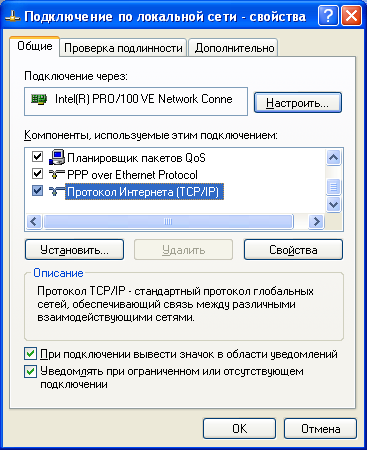 Подключение по локальной сети - свойства
Общие Проверка подлинности Дополнительно
Подключение через:
Intel(R) PRO/100 VE Network Conne
Настроить...
Компоненты, используемые этим подключением:
Планировщик пакетов QoS
PPP over Ethernet Protocol
Протокол Интернета (TCP/IP)
Установить... Удалить Свойства
Описание
Протокол TCP/IP - стандартный протокол глобальных
сетей, обеспечивающий связь между различными
взаимодействующими сетями.
При подключении вывести значок в области уведомлений
Уведомлять при ограниченном или отсутствующем
подключении
OK Отмена